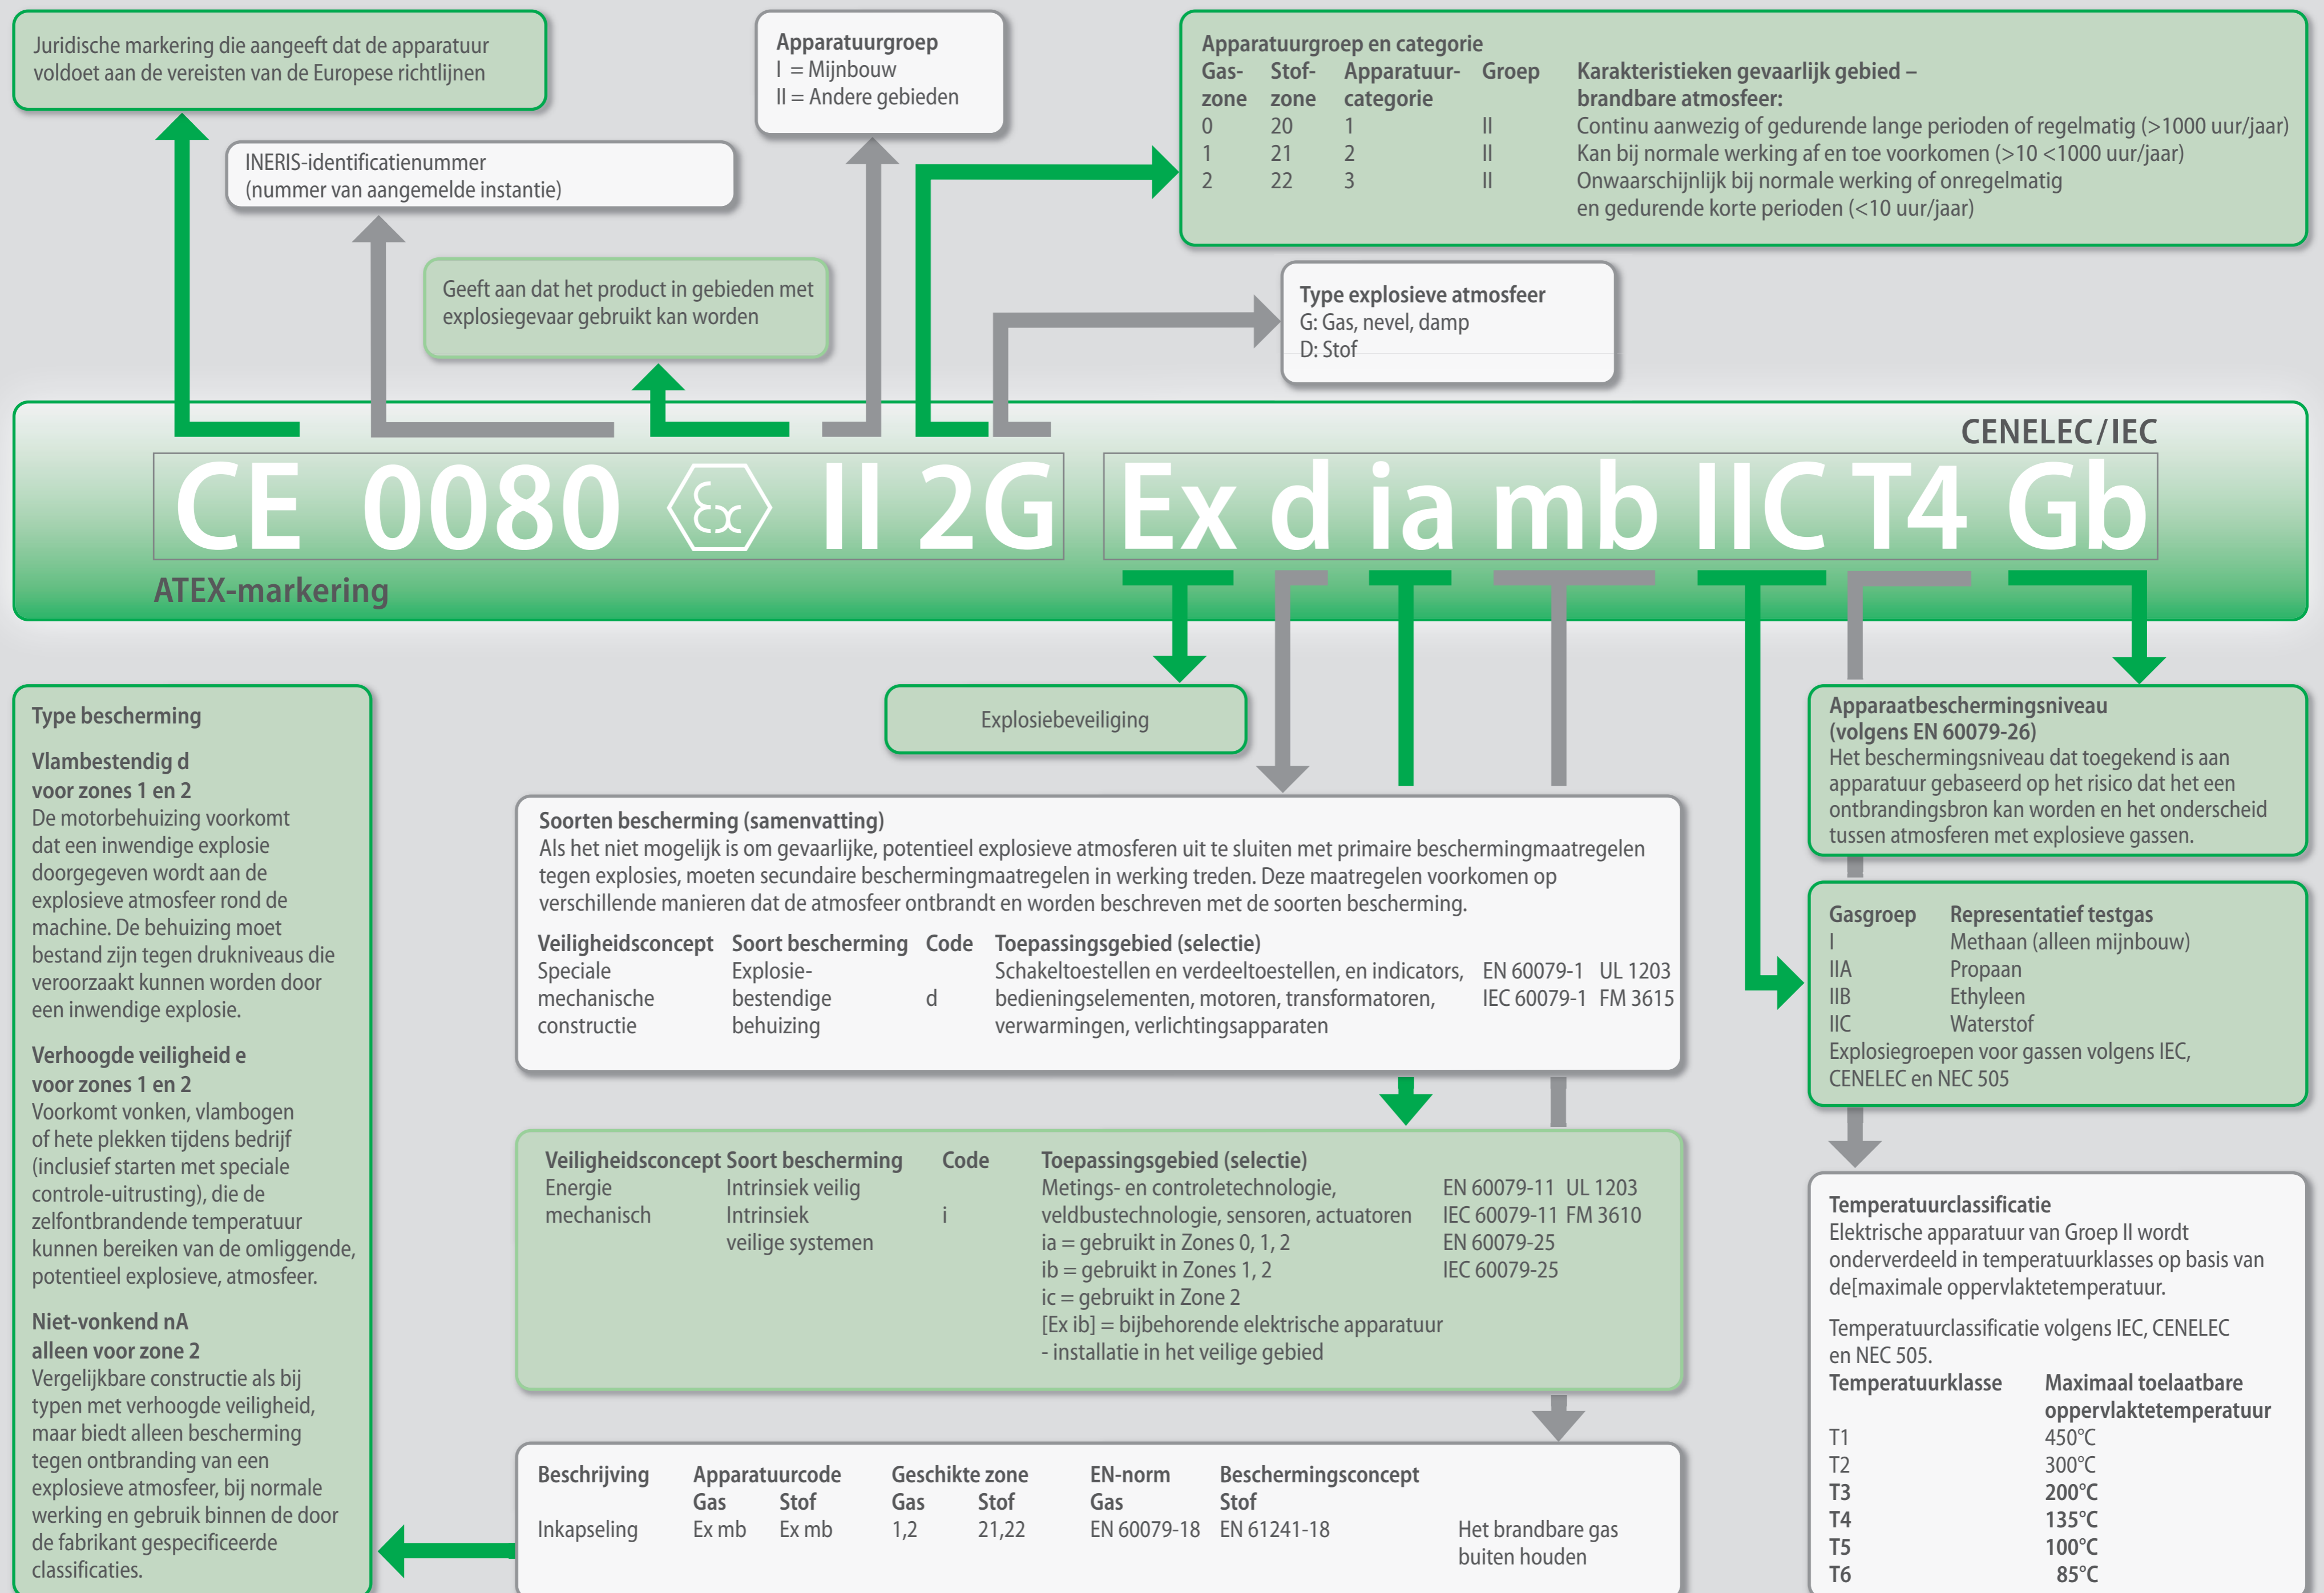 Juridische markering die aangeeft dat de apparatuur
voldoet aan de vereisten van de Europese richtlijnen
INERIS-identificatienummer
(nummer van aangemelde instantie)
Geeft aan dat het product in gebieden met
explosiegevaar gebruikt kan worden
Apparatuurgroep
I = Mijnbouw
II = Andere gebieden
Apparatuurgroep en categorie
Gas- Stof- Apparatuur- Groep Karakteristieken gevaarlijk gebied –
zone zone categorie brandbare atmosfeer:
0 20 1 II Continu aanwezig of gedurende lange perioden of regelmatig (>1000 uur/jaar)
1 21 2 II Kan bij normale werking af en toe voorkomen (>10 <1000 uur/jaar)
2 22 3 II Onwaarschijnlijk bij normale werking of onregelmatig
en gedurende korte perioden (<10 uur/jaar)
Type explosieve atmosfeer
G: Gas, nevel, damp
D: Stof
CENELEC/IEC
CE 0080 Ex II 2G Ex d ia mb IIC T4 Gb
ATEX-markering
Type bescherming
Vlambestendig d
voor zones 1 en 2
De motorbehuizing voorkomt
dat een inwendige explosie
doorgegeven wordt aan de
explosieve atmosfeer rond de
machine. De behuizing moet
bestand zijn tegen drukniveaus die
veroorzaakt kunnen worden door
een inwendige explosie.
Verhoogde veiligheid e
voor zones 1 en 2
Voorkomt vonken, vlambogen
of hete plekken tijdens bedrijf
(inclusief starten met speciale
controle-uitrusting), die de
zelfontbrandende temperatuur
kunnen bereiken van de omliggende,
potentieel explosieve, atmosfeer.
Niet-vonkend nA
alleen voor zone 2
Vergelijkbare constructie als bij
typen met verhoogde veiligheid,
maar biedt alleen bescherming
tegen ontbranding van een
explosieve atmosfeer, bij normale
werking en gebruik binnen de door
de fabrikant gespecificeerde
classificaties.
Explosiebeveiliging
Soorten bescherming (samenvatting)
Als het niet mogelijk is om gevaarlijke, potentieel explosieve atmosferen uit te sluiten met primaire beschermingmaatregelen
tegen explosies, moeten secundaire beschermingmaatregelen in werking treden. Deze maatregelen voorkomen op
verschillende manieren dat de atmosfeer ontbrandt en worden beschreven met de soorten bescherming.
Veiligheidsconcept Soort bescherming Code Toepassingsgebied (selectie)
Speciale Explosie- Schakeltoestellen en verdeeltoestellen, en indicators, EN 60079-1 UL 1203
mechanische bestendige d bedieningselementen, motoren, transformatoren, IEC 60079-1 FM 3615
constructie behuizing verwarmingen, verlichtingsapparaten
Veiligheidsconcept Soort bescherming Code Toepassingsgebied (selectie)
Energie Intrinsiek veilig Metings- en controletechnologie, EN 60079-11 UL 1203
mechanisch Intrinsiek i veldbustechnologie, sensoren, actuatoren IEC 60079-11 FM 3610
veilige systemen ia = gebruikt in Zones 0, 1, 2 EN 60079-25
ib = gebruikt in Zones 1, 2 IEC 60079-25
ic = gebruikt in Zone 2
[Ex ib] = bijbehorende elektrische apparatuur
- installatie in het veilige gebied
Beschrijving Apparatuurcode Geschikte zone EN-norm Beschermingsconcept
Gas Stof Gas Stof Gas Stof
Inkapseling Ex mb Ex mb 1,2 21,22 EN 60079-18 EN 61241-18 Het brandbare gas
buiten houden
Apparaatbeschermingsniveau
(volgens EN 60079-26)
Het beschermingsniveau dat toegekend is aan
apparatuur gebaseerd op het risico dat het een
ontbrandingsbron kan worden en het onderscheid
tussen atmosferen met explosieve gassen.
Gasgroep Representatief testgas
I Methaan (alleen mijnbouw)
IIA Propaan
IIB Ethyleen
IIC Waterstof
Explosiegroepen voor gassen volgens IEC,
CENELEC en NEC 505
Temperatuurclassificatie
Elektrische apparatuur van Groep II wordt
onderverdeeld in temperatuurklasses op basis van
de[maximale oppervlaktetemperatuur.
Temperatuurclassificatie volgens IEC, CENELEC
en NEC 505.
Temperatuurklasse Maximaal toelaatbare
oppervlaktetemperatuur
T1 450°C
T2 300°C
T3 200°C
T4 135°C
T5 100°C
T6 85°C